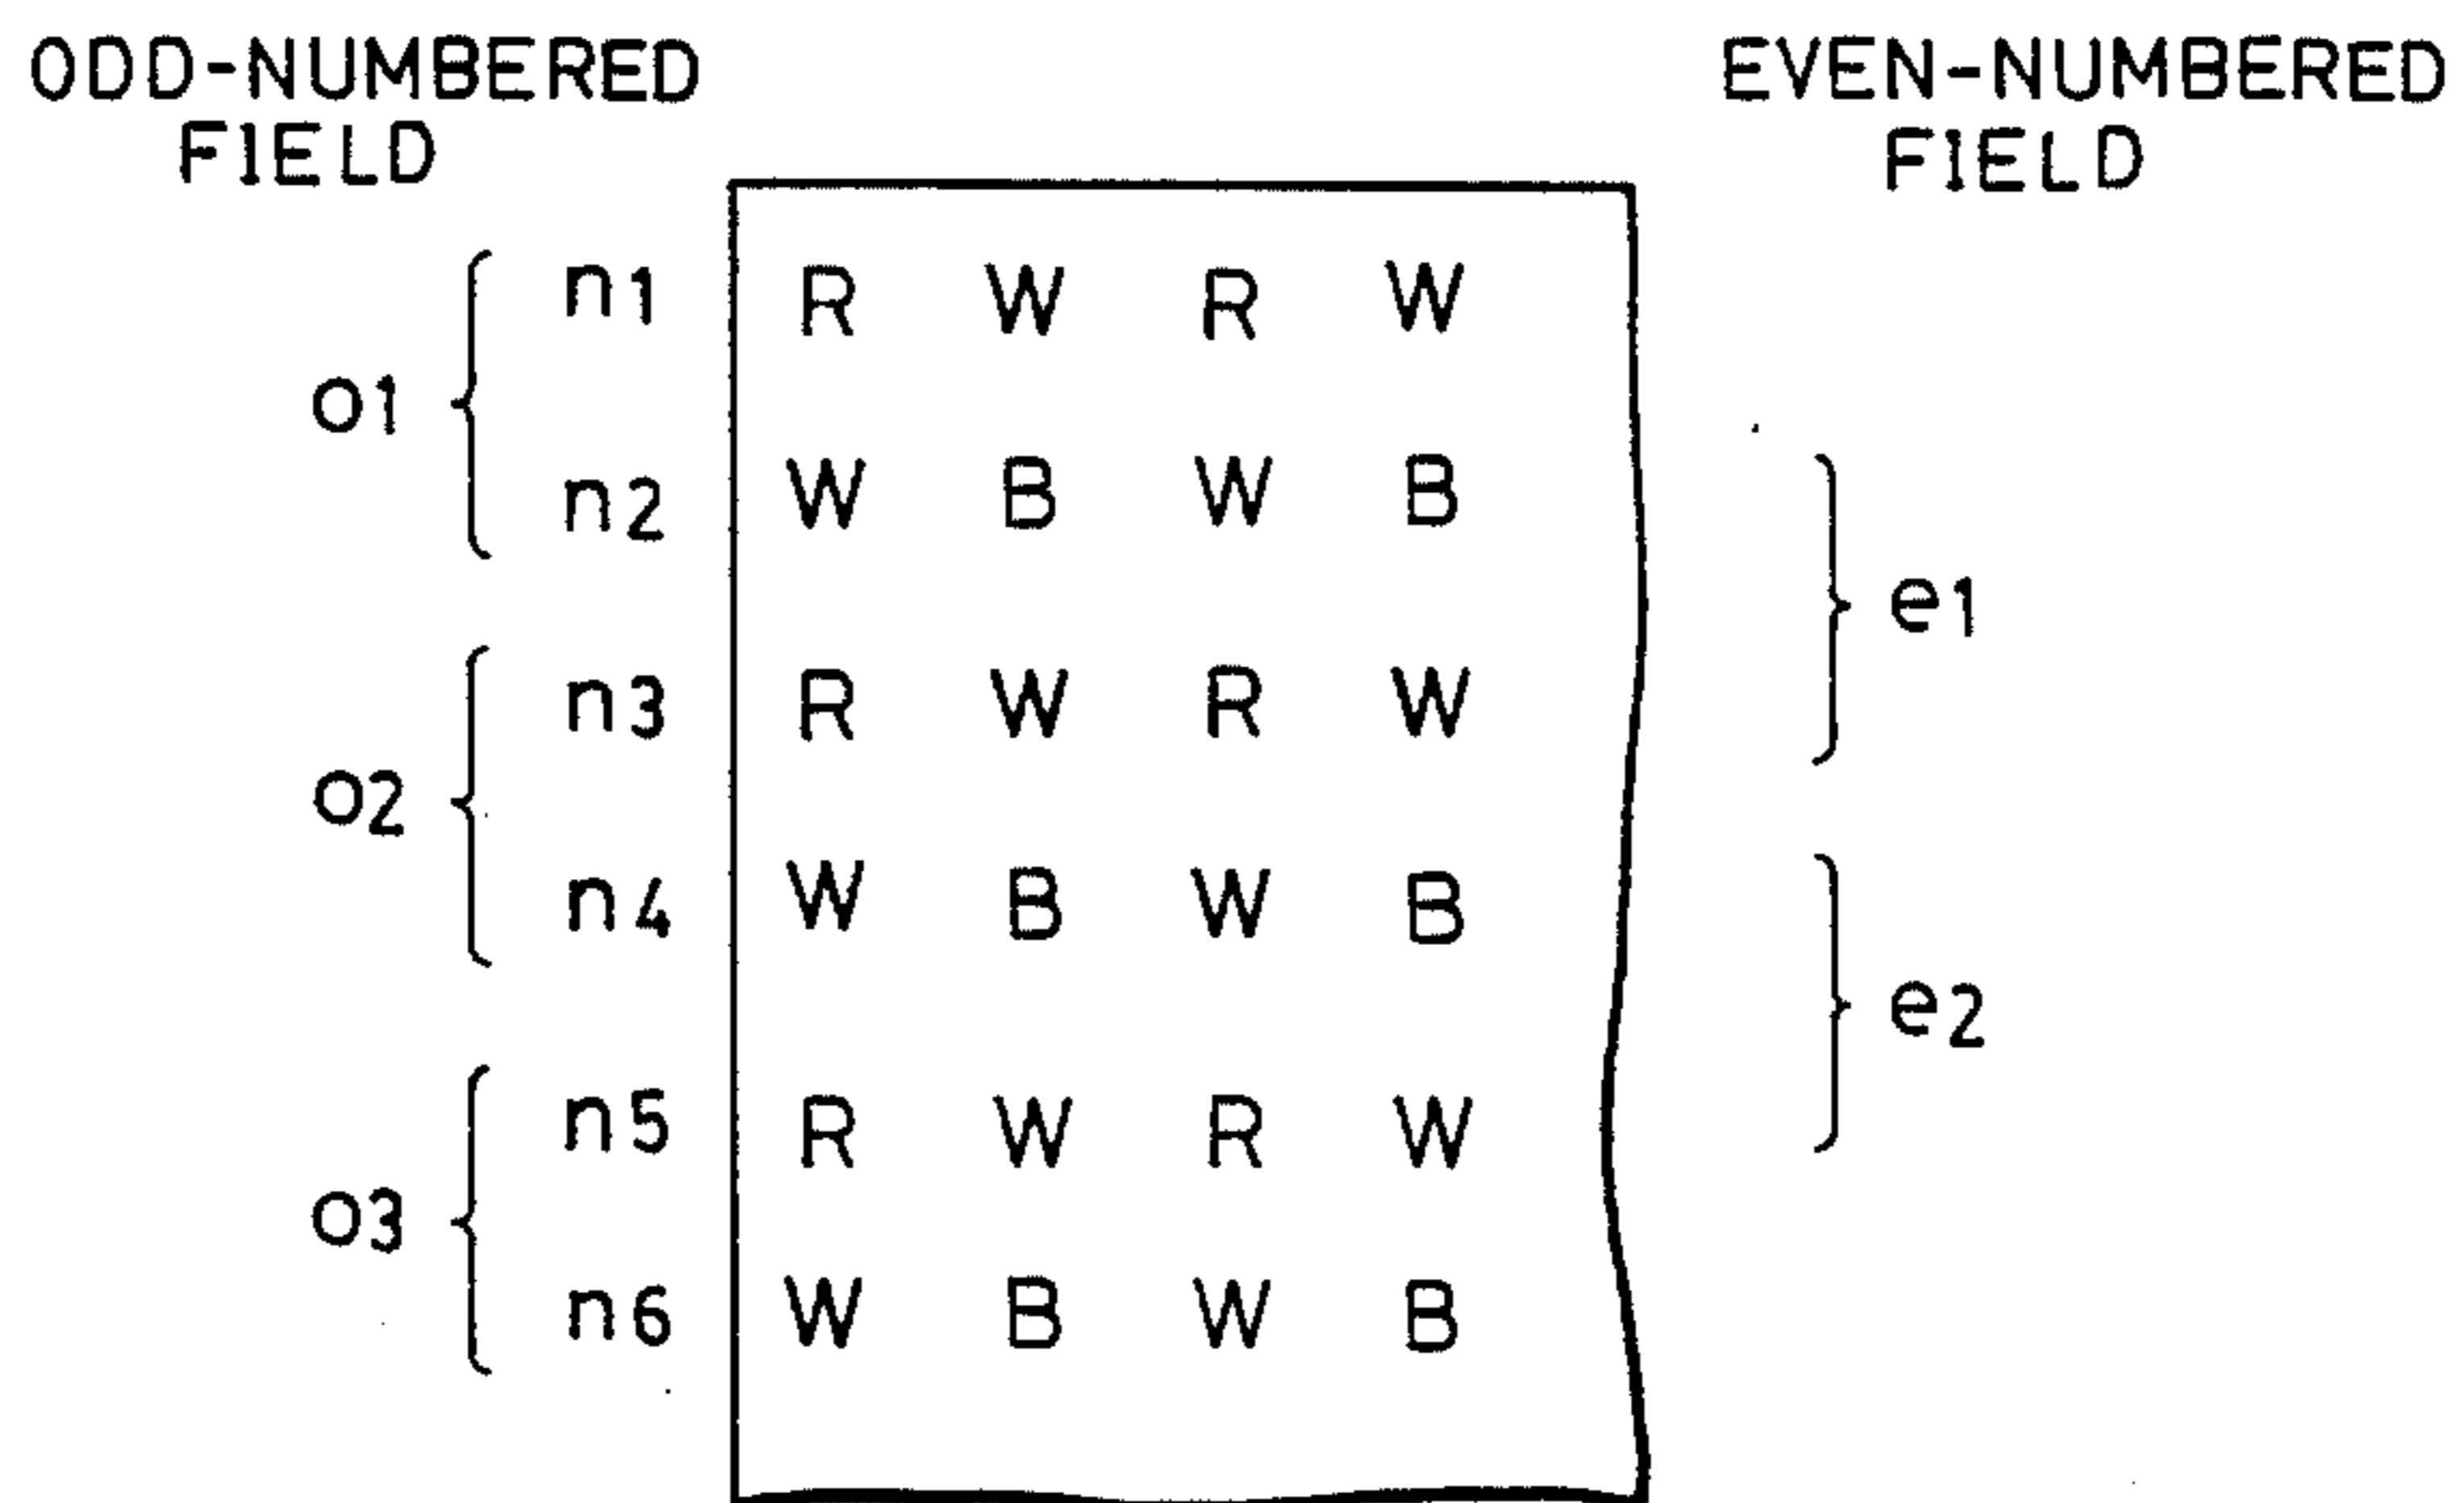 ODD-NUMBERED FIELD
EVEN-NUMBERED FIELD
n1 R W R W
o1
n2 W B W B
e1
n3 R W R W
o2
n4 W B W B
e2
n5 R W R W
o3
n6 W B W B